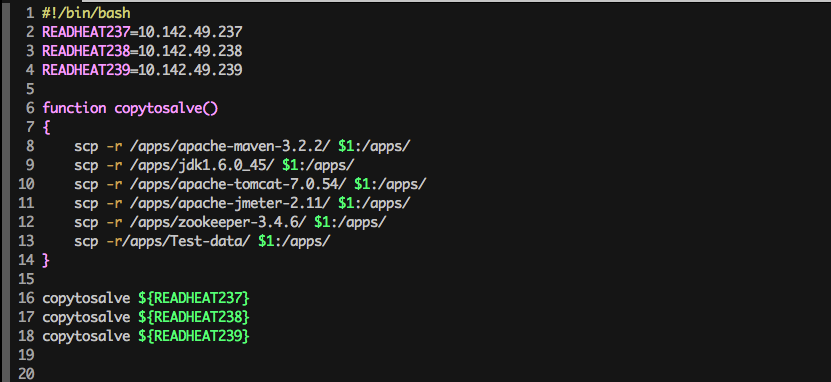 1 #!/bin/bash
2 READHEAT237=10.142.49.237
3 READHEAT238=10.142.49.238
4 READHEAT239=10.142.49.239
5
6 function copytosalve()
7 {
8     scp -r /apps/apache-maven-3.2.2/ $1:/apps/
9     scp -r /apps/jdk1.6.0_45/ $1:/apps/
10     scp -r /apps/apache-tomcat-7.0.54/ $1:/apps/
11     scp -r /apps/apache-jmeter-2.11/ $1:/apps/
12     scp -r /apps/zookeeper-3.4.6/ $1:/apps/
13     scp -r/apps/Test-data/ $1:/apps/
14 }
15
16 copytosalve ${READHEAT237}
17 copytosalve ${READHEAT238}
18 copytosalve ${READHEAT239}
19
20